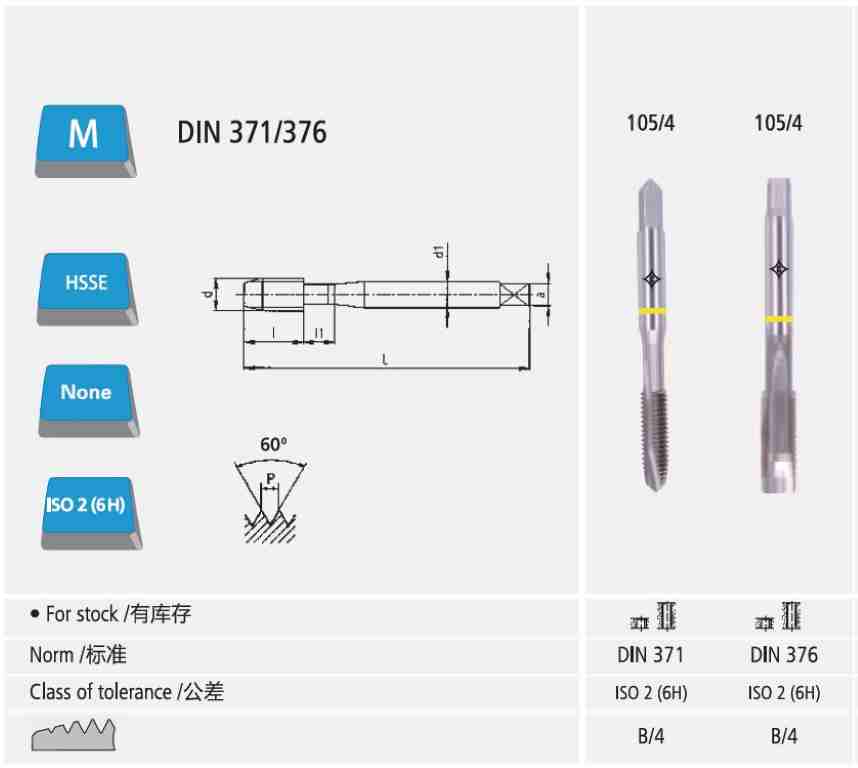 M
DIN 371/376
105/4
105/4
HSSE
None
ISO 2 (6H)
d1
d
a
l
l1
L
60°
P
• For stock /有库存
Norm /标准
DIN 371
DIN 376
Class of tolerance /公差
ISO 2 (6H)
ISO 2 (6H)
B/4
B/4